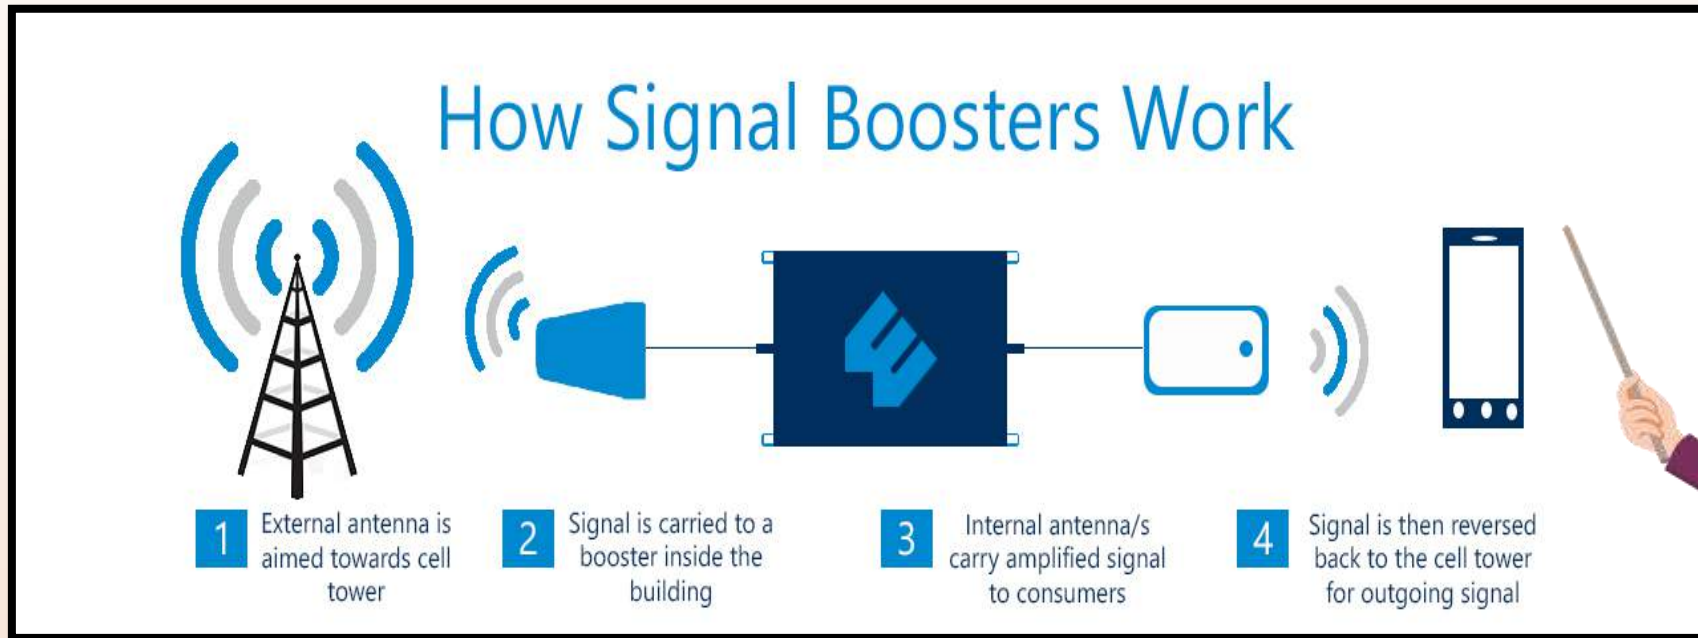 How Signal Boosters Work
1
External antenna is
aimed towards cell
tower
2
Signal is carried to a
booster inside the
building
3
Internal antenna/s
carry amplified signal
to consumers
4
Signal is then reversed
back to the cell tower
for outgoing signal